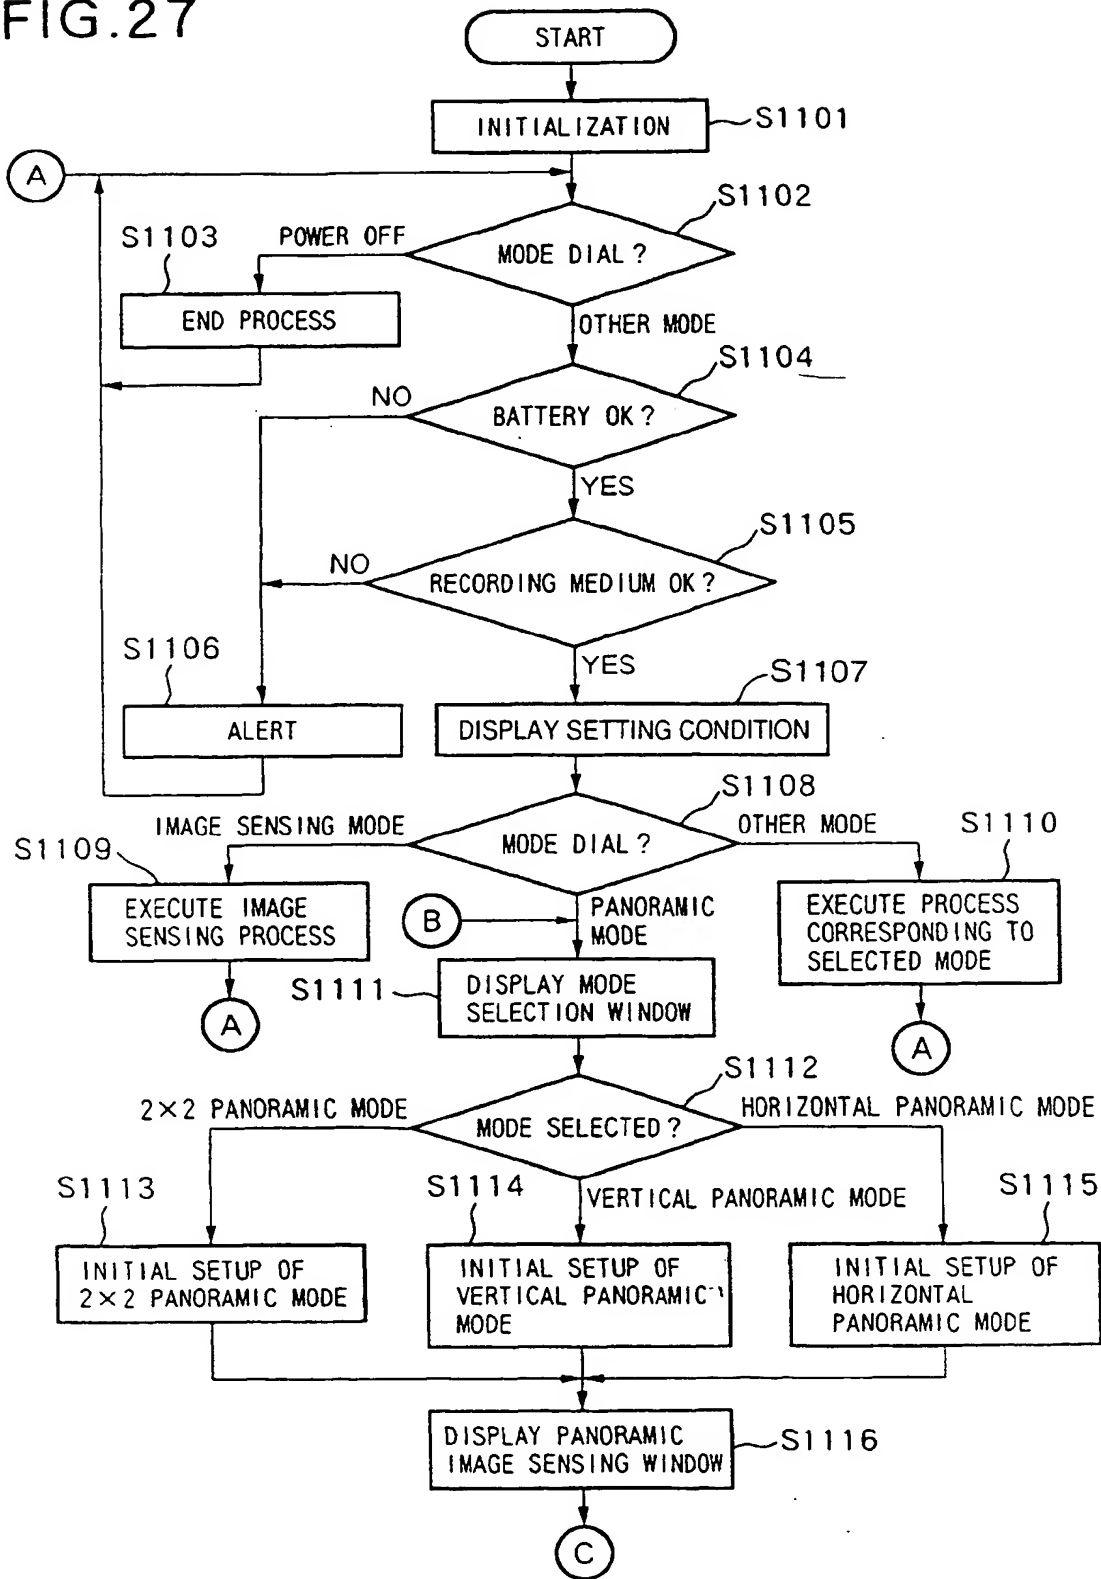 FIG.27
START
INITIALIZATION
S1101
A
S1102
MODE DIAL?
POWER OFF
S1103
END PROCESS
OTHER MODE
S1104
BATTERY OK?
NO
YES
S1105
RECORDING MEDIUM OK?
NO
YES
S1106
ALERT
S1107
DISPLAY SETTING CONDITION
S1108
MODE DIAL?
IMAGE SENSING MODE
OTHER MODE
S1110
S1109
EXECUTE IMAGE
SENSING PROCESS
B
PANORAMIC
MODE
EXECUTE PROCESS
CORRESPONDING TO
SELECTED MODE
A
S1111
DISPLAY MODE
SELECTION WINDOW
A
S1112
MODE SELECTED?
2×2 PANORAMIC MODE
HORIZONTAL PANORAMIC MODE
S1113
S1114
VERTICAL PANORAMIC MODE
S1115
INITIAL SETUP OF
2×2 PANORAMIC MODE
INITIAL SETUP OF
VERTICAL PANORAMIC
MODE
INITIAL SETUP OF
HORIZONTAL
PANORAMIC MODE
DISPLAY PANORAMIC
IMAGE SENSING WINDOW
S1116
C